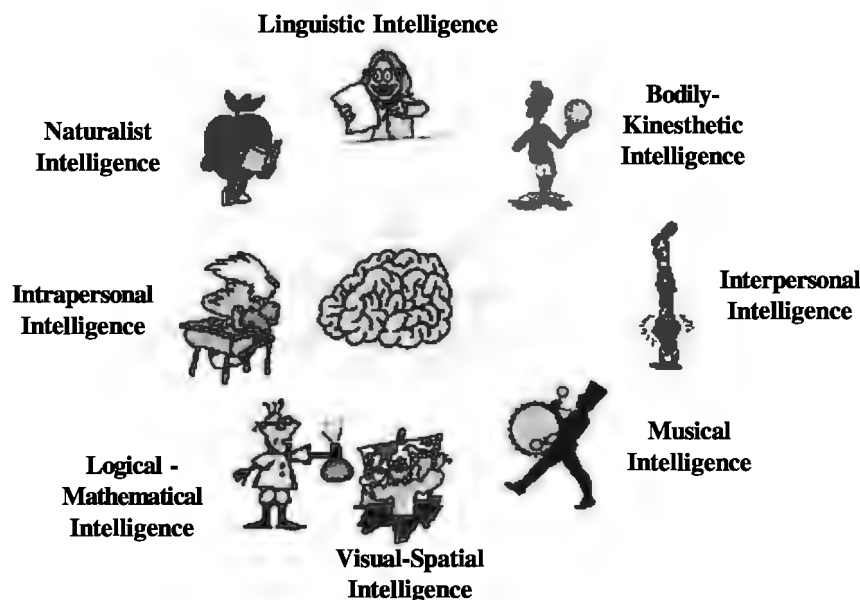 Linguistic Intelligence
Bodily-
Kinesthetic
Intelligence
Naturalist
Intelligence
Intrapersonal
Intelligence
Interpersonal
Intelligence
Musical
Intelligence
Logical -
Mathematical
Intelligence
Visual-Spatial
Intelligence